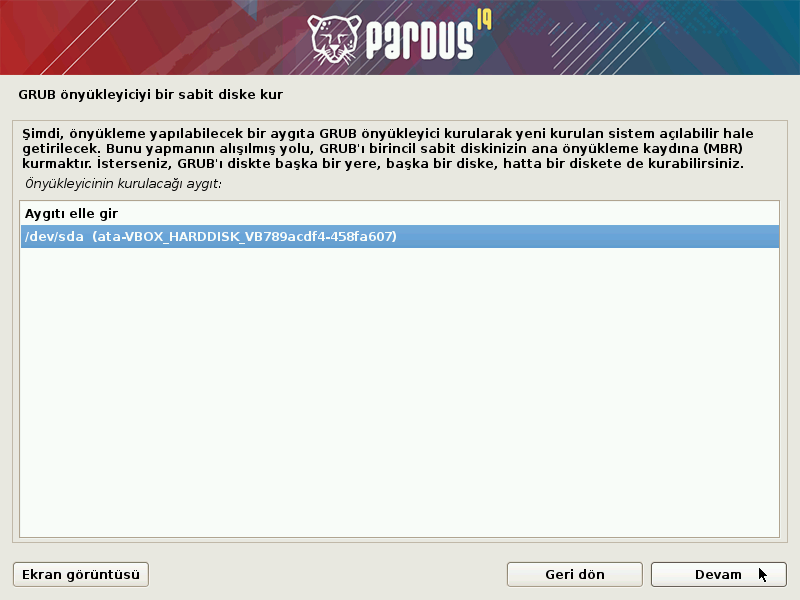 pardus 19
GRUB önyükleyiciyi bir sabit diske kur
Şimdi, önyükleme yapılabilecek bir aygıta GRUB önyükleyici kurularak yeni kurulan sistem açılabilir hale
getirilecek. Bunu yapmanın alışılmış yolu, GRUB'ı birincil sabit diskinizin ana önyükleme kaydına (MBR)
kurmaktır. İsterseniz, GRUB'ı diskte başka bir yere, başka bir diske, hatta bir diskete de kurabilirsiniz.
Önyükleyicinin kurulacağı aygıt:
Aygıtı elle gir
/dev/sda  (ata-VBOX_HARDDISK_VB789acdf4-458fa607)
Ekran görüntüsü
Geri dön
Devam